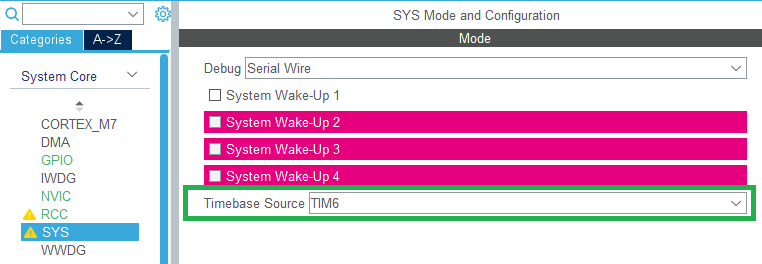 SYS Mode and Configuration
Categories
A->Z
Mode
System Core
CORTEX_M7
DMA
GPIO
IWDG
NVIC
RCC
SYS
WWDG
Debug Serial Wire
System Wake-Up 1
System Wake-Up 2
System Wake-Up 3
System Wake-Up 4
Timebase Source TIM6